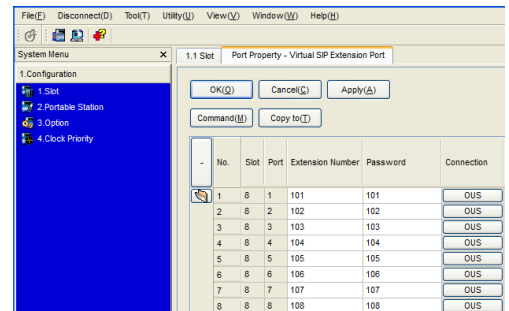 File(F) Disconnect(D) Tool(T) Utility(U) View(V) Window(W) Help(H)
System Menu X 1.1 Slot Port Property - Virtual SIP Extension Port
1.Configuration
1.Slot
2.Portable Station
3.Option
4.Clock Priority
OK(O) Cancel(C) Apply(A)
Command(M) Copy to(T)
- No. Slot Port Extension Number Password Connection
1 8 1 101 101 OUS
2 8 2 102 102 OUS
3 8 3 103 103 OUS
4 8 4 104 104 OUS
5 8 5 105 105 OUS
6 8 6 106 106 OUS
7 8 7 107 107 OUS
8 8 8 108 108 OUS